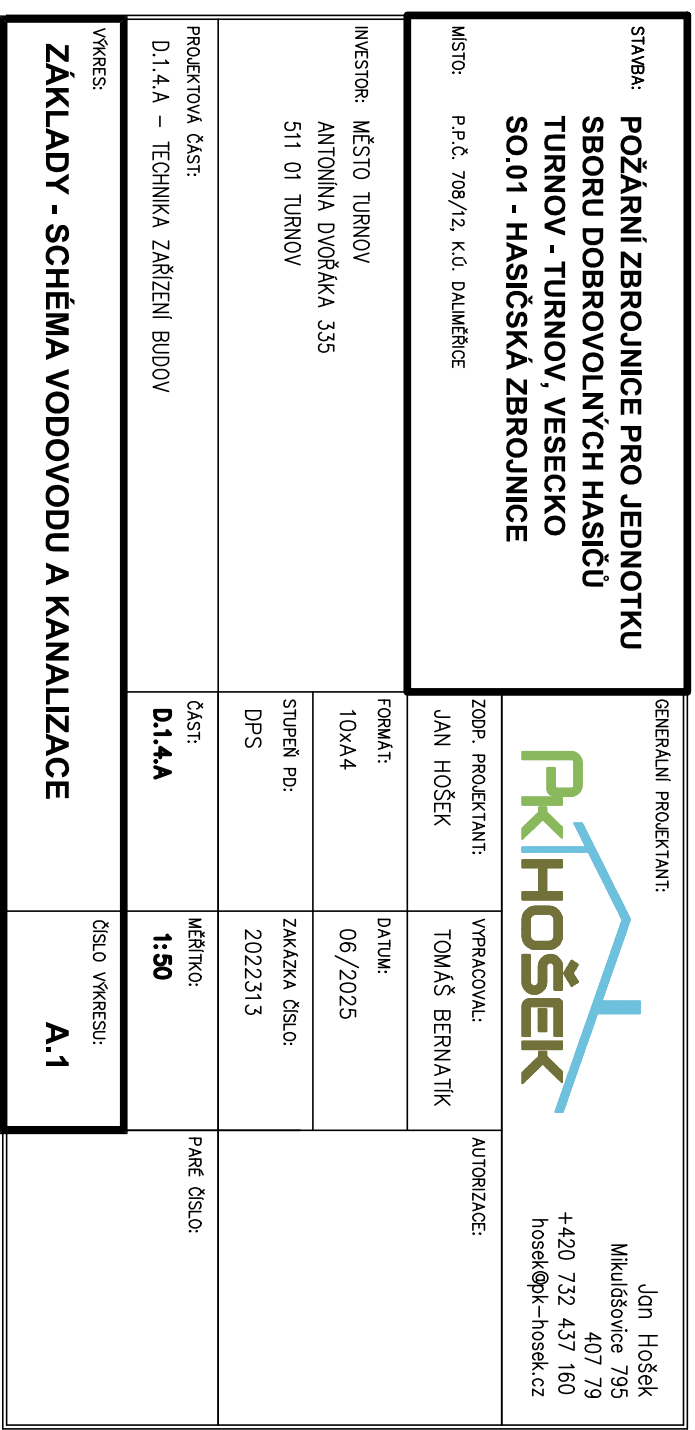 STAVBA: POŽÁRNÍ ZBROJNICE PRO JEDNOTKU
SBORU DOBROVOLNÝCH HASIČŮ
TURNOV - TURNOV, VESECKO
SO.01 - HASIČSKÁ ZBROJNICE
MÍSTO: P.P.Č. 708/12, K.Ú. DALIMĚŘICE
GENERÁLNÍ PROJEKTANT:
PK HOŠEK
Jan Hošek
Mikulášovice 795
407 79
+420 732 437 160
hosek@pk-hosek.cz
INVESTOR: MĚSTO TURNOV
ANTONÍNA DVOŘÁKA 335
511 01 TURNOV
ZODP. PROJEKTANT:
JAN HOŠEK
VYPRACOVAL:
TOMÁŠ BERNATÍK
AUTORIZACE:
FORMÁT:
10xA4
DATUM:
06/2025
STUPEŇ PD:
DPS
ZAKÁZKA ČÍSLO:
2022313
PROJEKTOVÁ ČÁST:
D.1.4.A - TECHNIKA ZAŘÍZENÍ BUDOV
ČÁST:
D.1.4.A
MĚŘÍTKO:
1:50
PARÉ ČÍSLO:
VÝKRES:
ZÁKLADY - SCHÉMA VODOVODU A KANALIZACE
ČÍSLO VÝKRESU:
A.1